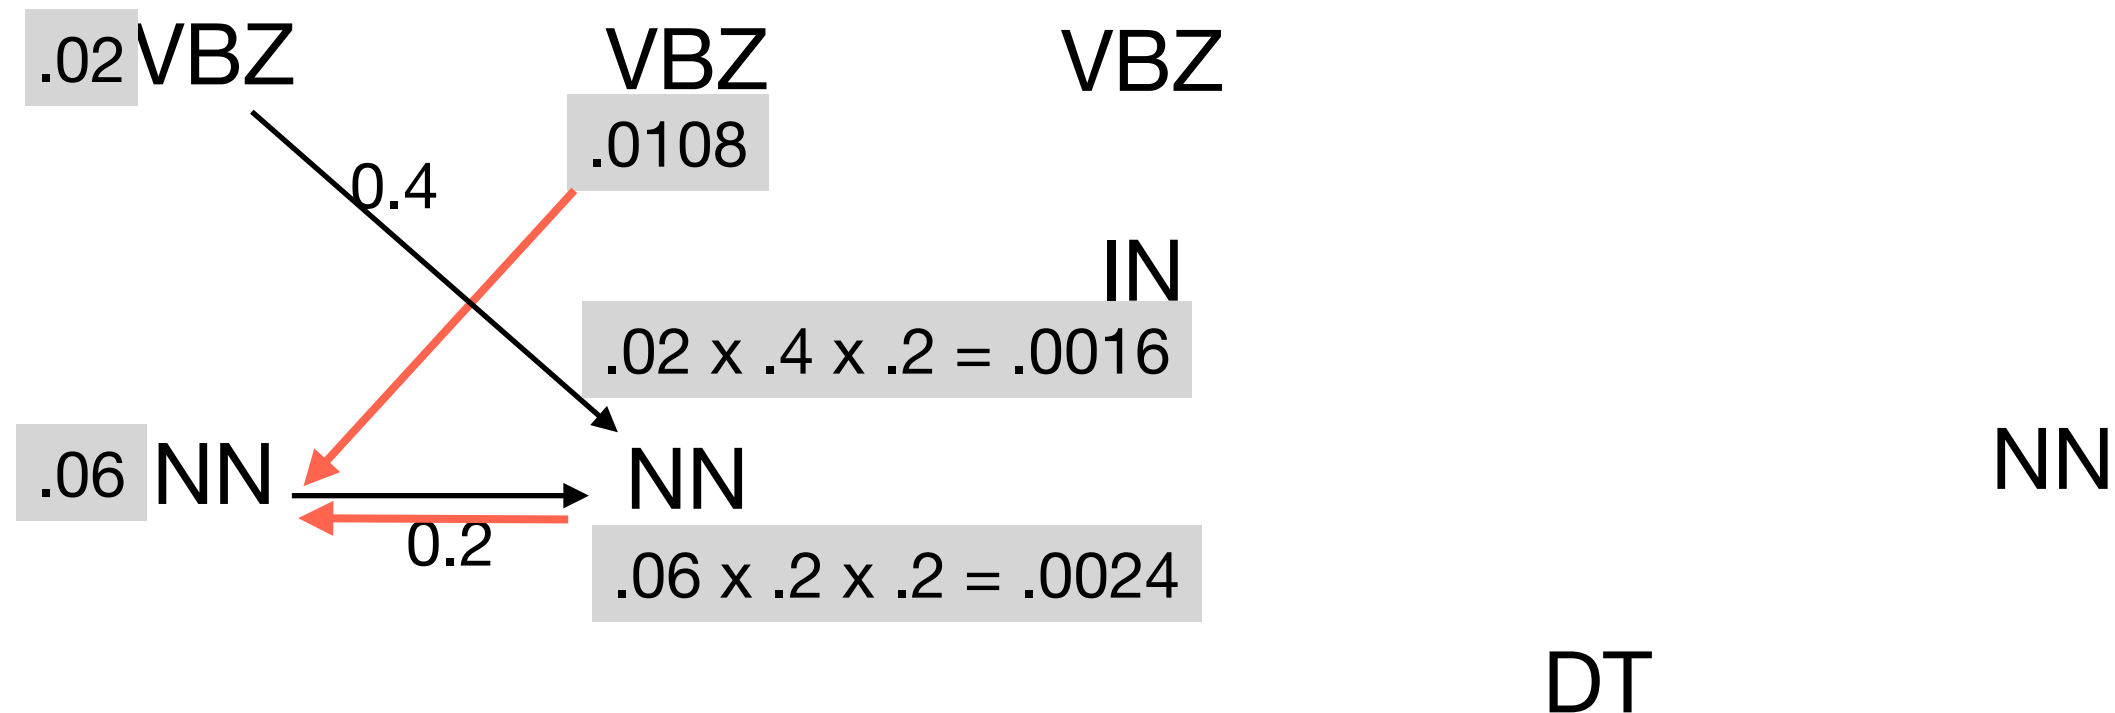 .02 VBZ VBZ VBZ
.0108
0.4
IN
.02 x .4 x .2 = .0016
.06 NN NN NN
0.2
.06 x .2 x .2 = .0024
DT